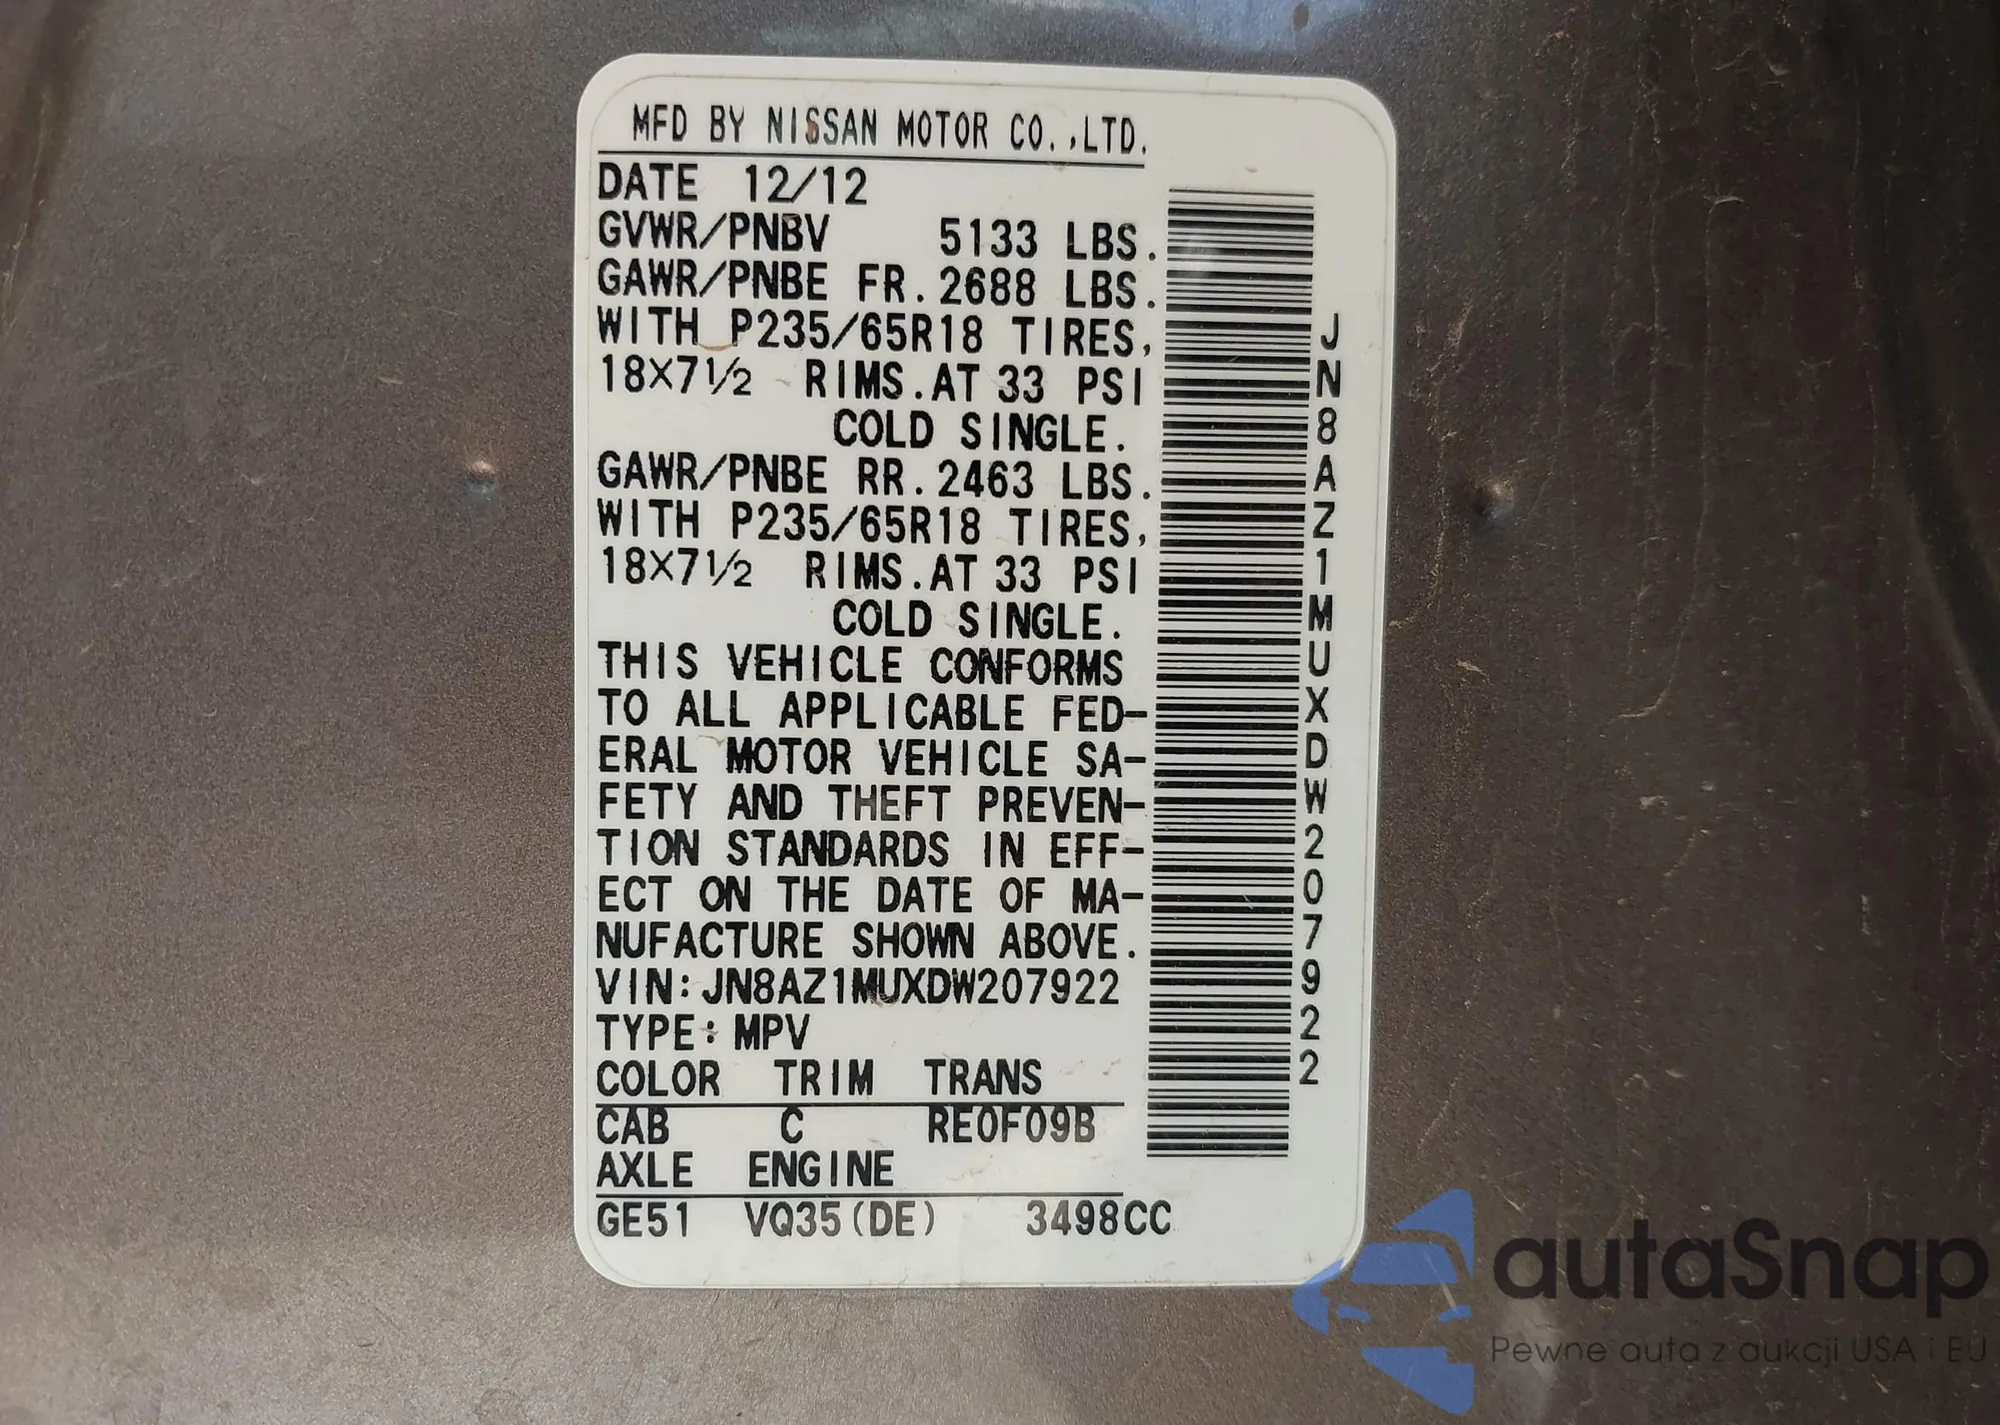 MFD BY NISSAN MOTOR CO.,LTD.
DATE 12/12
GVWR/PNBV 5133 LBS.
GAWR/PNBE FR.2688 LBS.
WITH P235/65R18 TIRES,
18×7½ RIMS.AT 33 PSI
COLD SINGLE.
GAWR/PNBE RR.2463 LBS.
WITH P235/65R18 TIRES,
18×7½ RIMS.AT 33 PSI
COLD SINGLE.
THIS VEHICLE CONFORMS
TO ALL APPLICABLE FED-
ERAL MOTOR VEHICLE SA-
FETY AND THEFT PREVEN-
TION STANDARDS IN EFF-
ECT ON THE DATE OF MA-
NUFACTURE SHOWN ABOVE.
VIN:JN8AZ1MUXDW207922
TYPE:MPV
COLOR TRIM TRANS
CAB C RE0F09B
AXLE ENGINE
GE51 VQ35(DE) 3498CC
JN8AZ1MUXDW207922
autaSnap
Pewne auta z aukcji USA i EU